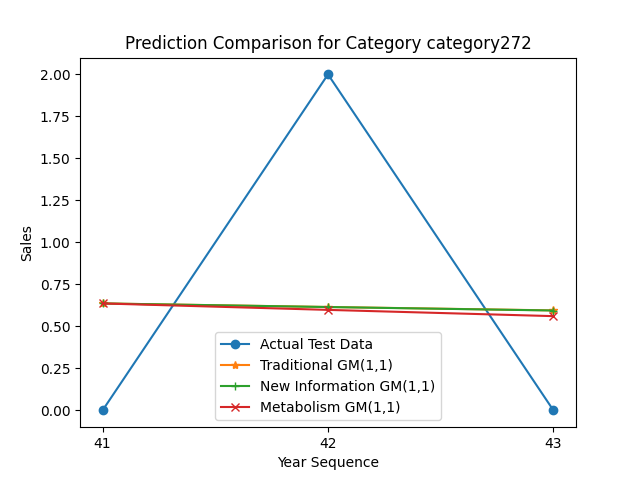 Prediction Comparison for Category category272
Sales
2.00
1.75
1.50
1.25
1.00
0.75
0.50
0.25
0.00
Actual Test Data
Traditional GM(1,1)
New Information GM(1,1)
Metabolism GM(1,1)
41
42
43
Year Sequence